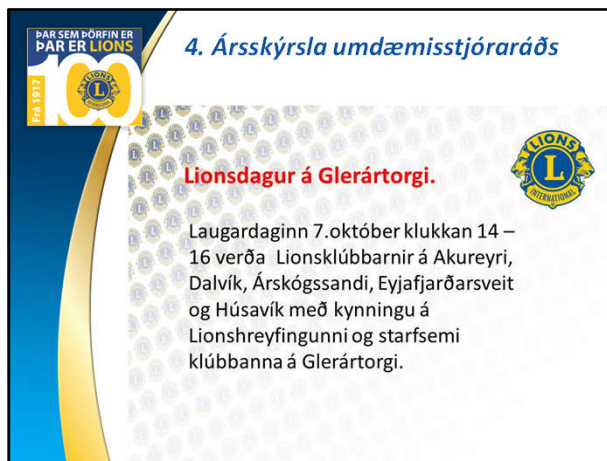 ÞAR SEM ÞÖRFIN ER
ÞAR ER LIONS
Frá 1917
100
L
LIONS
INTERNATIONAL
4. Ársskýrsla umdæmisstjóraráðs
LIONS
L
INTERNATIONAL
Lionsdagur á Glerártorgi.
Laugardaginn 7.október klukkan 14 –
16 verða  Lionsklúbbarnir á Akureyri,
Dalvík, Árskógssandi, Eyjafjarðarsveit
og Húsavík með kynningu á
Lionshreyfingunni og starfsemi
klúbbanna á Glerártorgi.